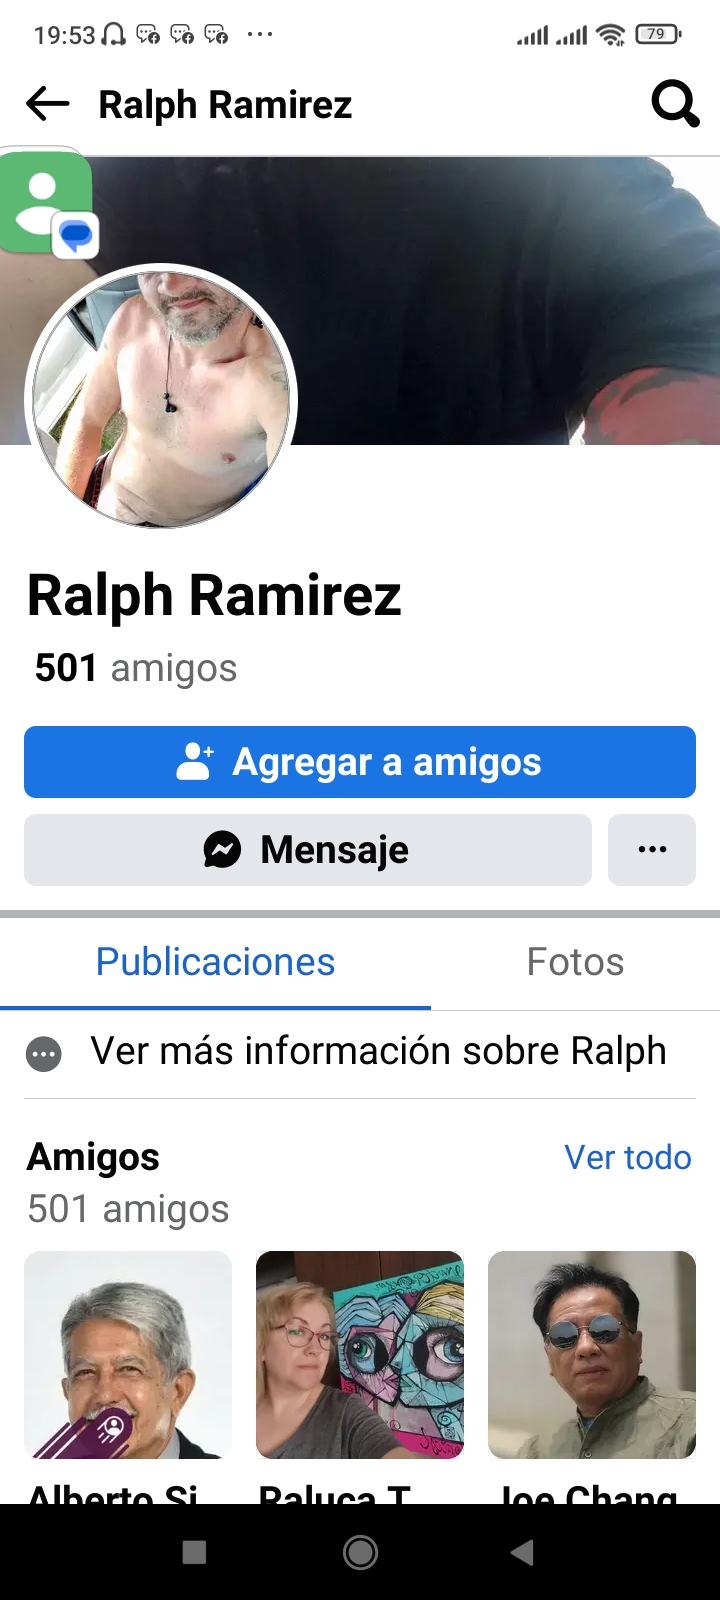 19:53
79
Ralph Ramirez
Ralph Ramirez
501 amigos
Agregar a amigos
Mensaje
Publicaciones
Fotos
Ver más información sobre Ralph
Amigos
Ver todo
501 amigos
Alberto Si
Raluca T
Joe Chang